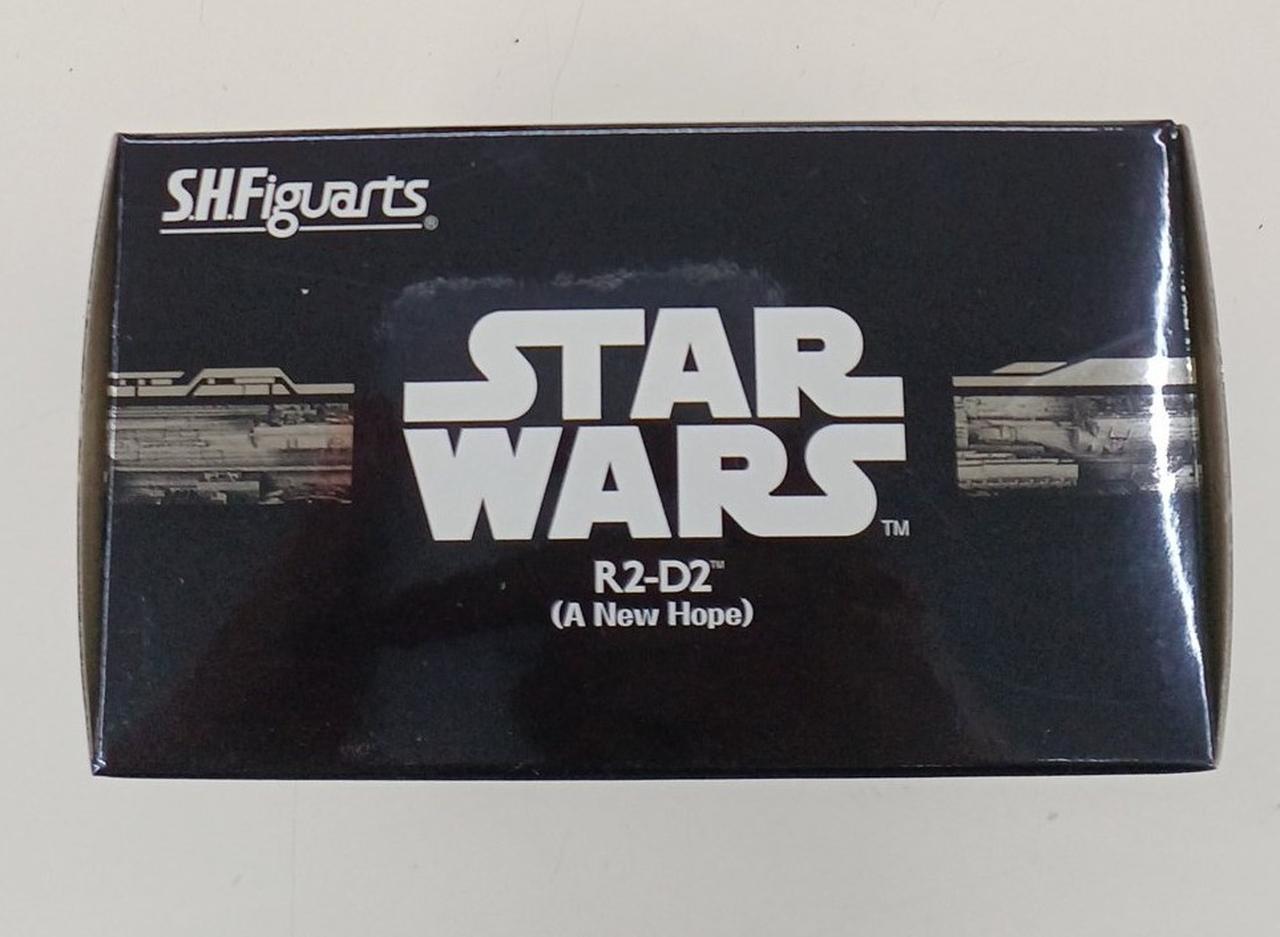 S.H.Figuarts®
STAR
WARS™
R2-D2™
(A New Hope)